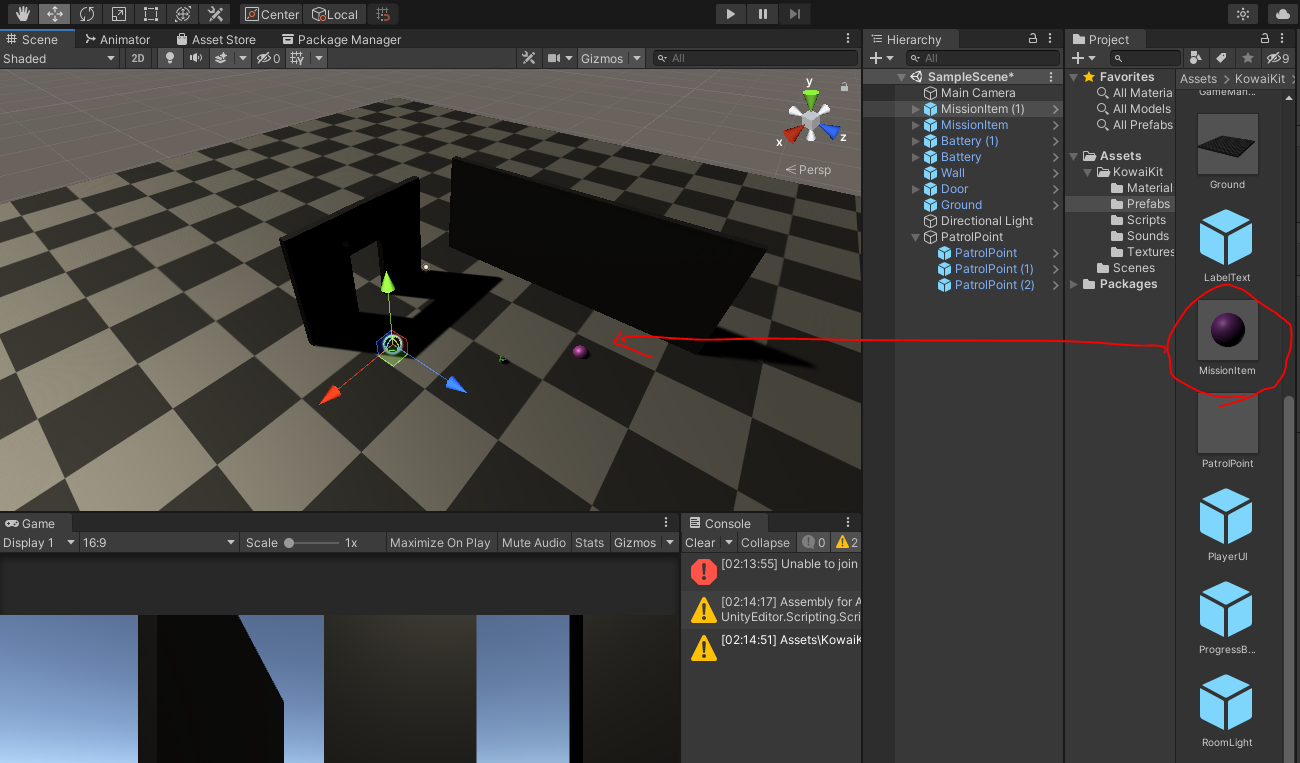 Center Local
Scene Animator Asset Store Package Manager
Shaded 2D 0 Gizmos All
y
x
z
Persp
Hierarchy
All
SampleScene*
Main Camera
MissionItem (1)
MissionItem
Battery (1)
Battery
Wall
Door
Ground
Directional Light
PatrolPoint
PatrolPoint
PatrolPoint (1)
PatrolPoint (2)
Project
9
Favorites
All Materia
All Models
All Prefabs
Assets
KowaiKit
Material
Prefabs
Scripts
Sounds
Textures
Scenes
Packages
Assets > KowaiKit >
GameMan...
Ground
LabelText
MissionItem
PatrolPoint
PlayerUI
ProgressB...
RoomLight
Game
Display 1 16:9 Scale 1x Maximize On Play Mute Audio Stats Gizmos
Console
Clear Collapse 0 2
[02:13:55] Unable to join
[02:14:17] Assembly for A
UnityEditor.Scripting.Scri
[02:14:51] Assets\KowaiK